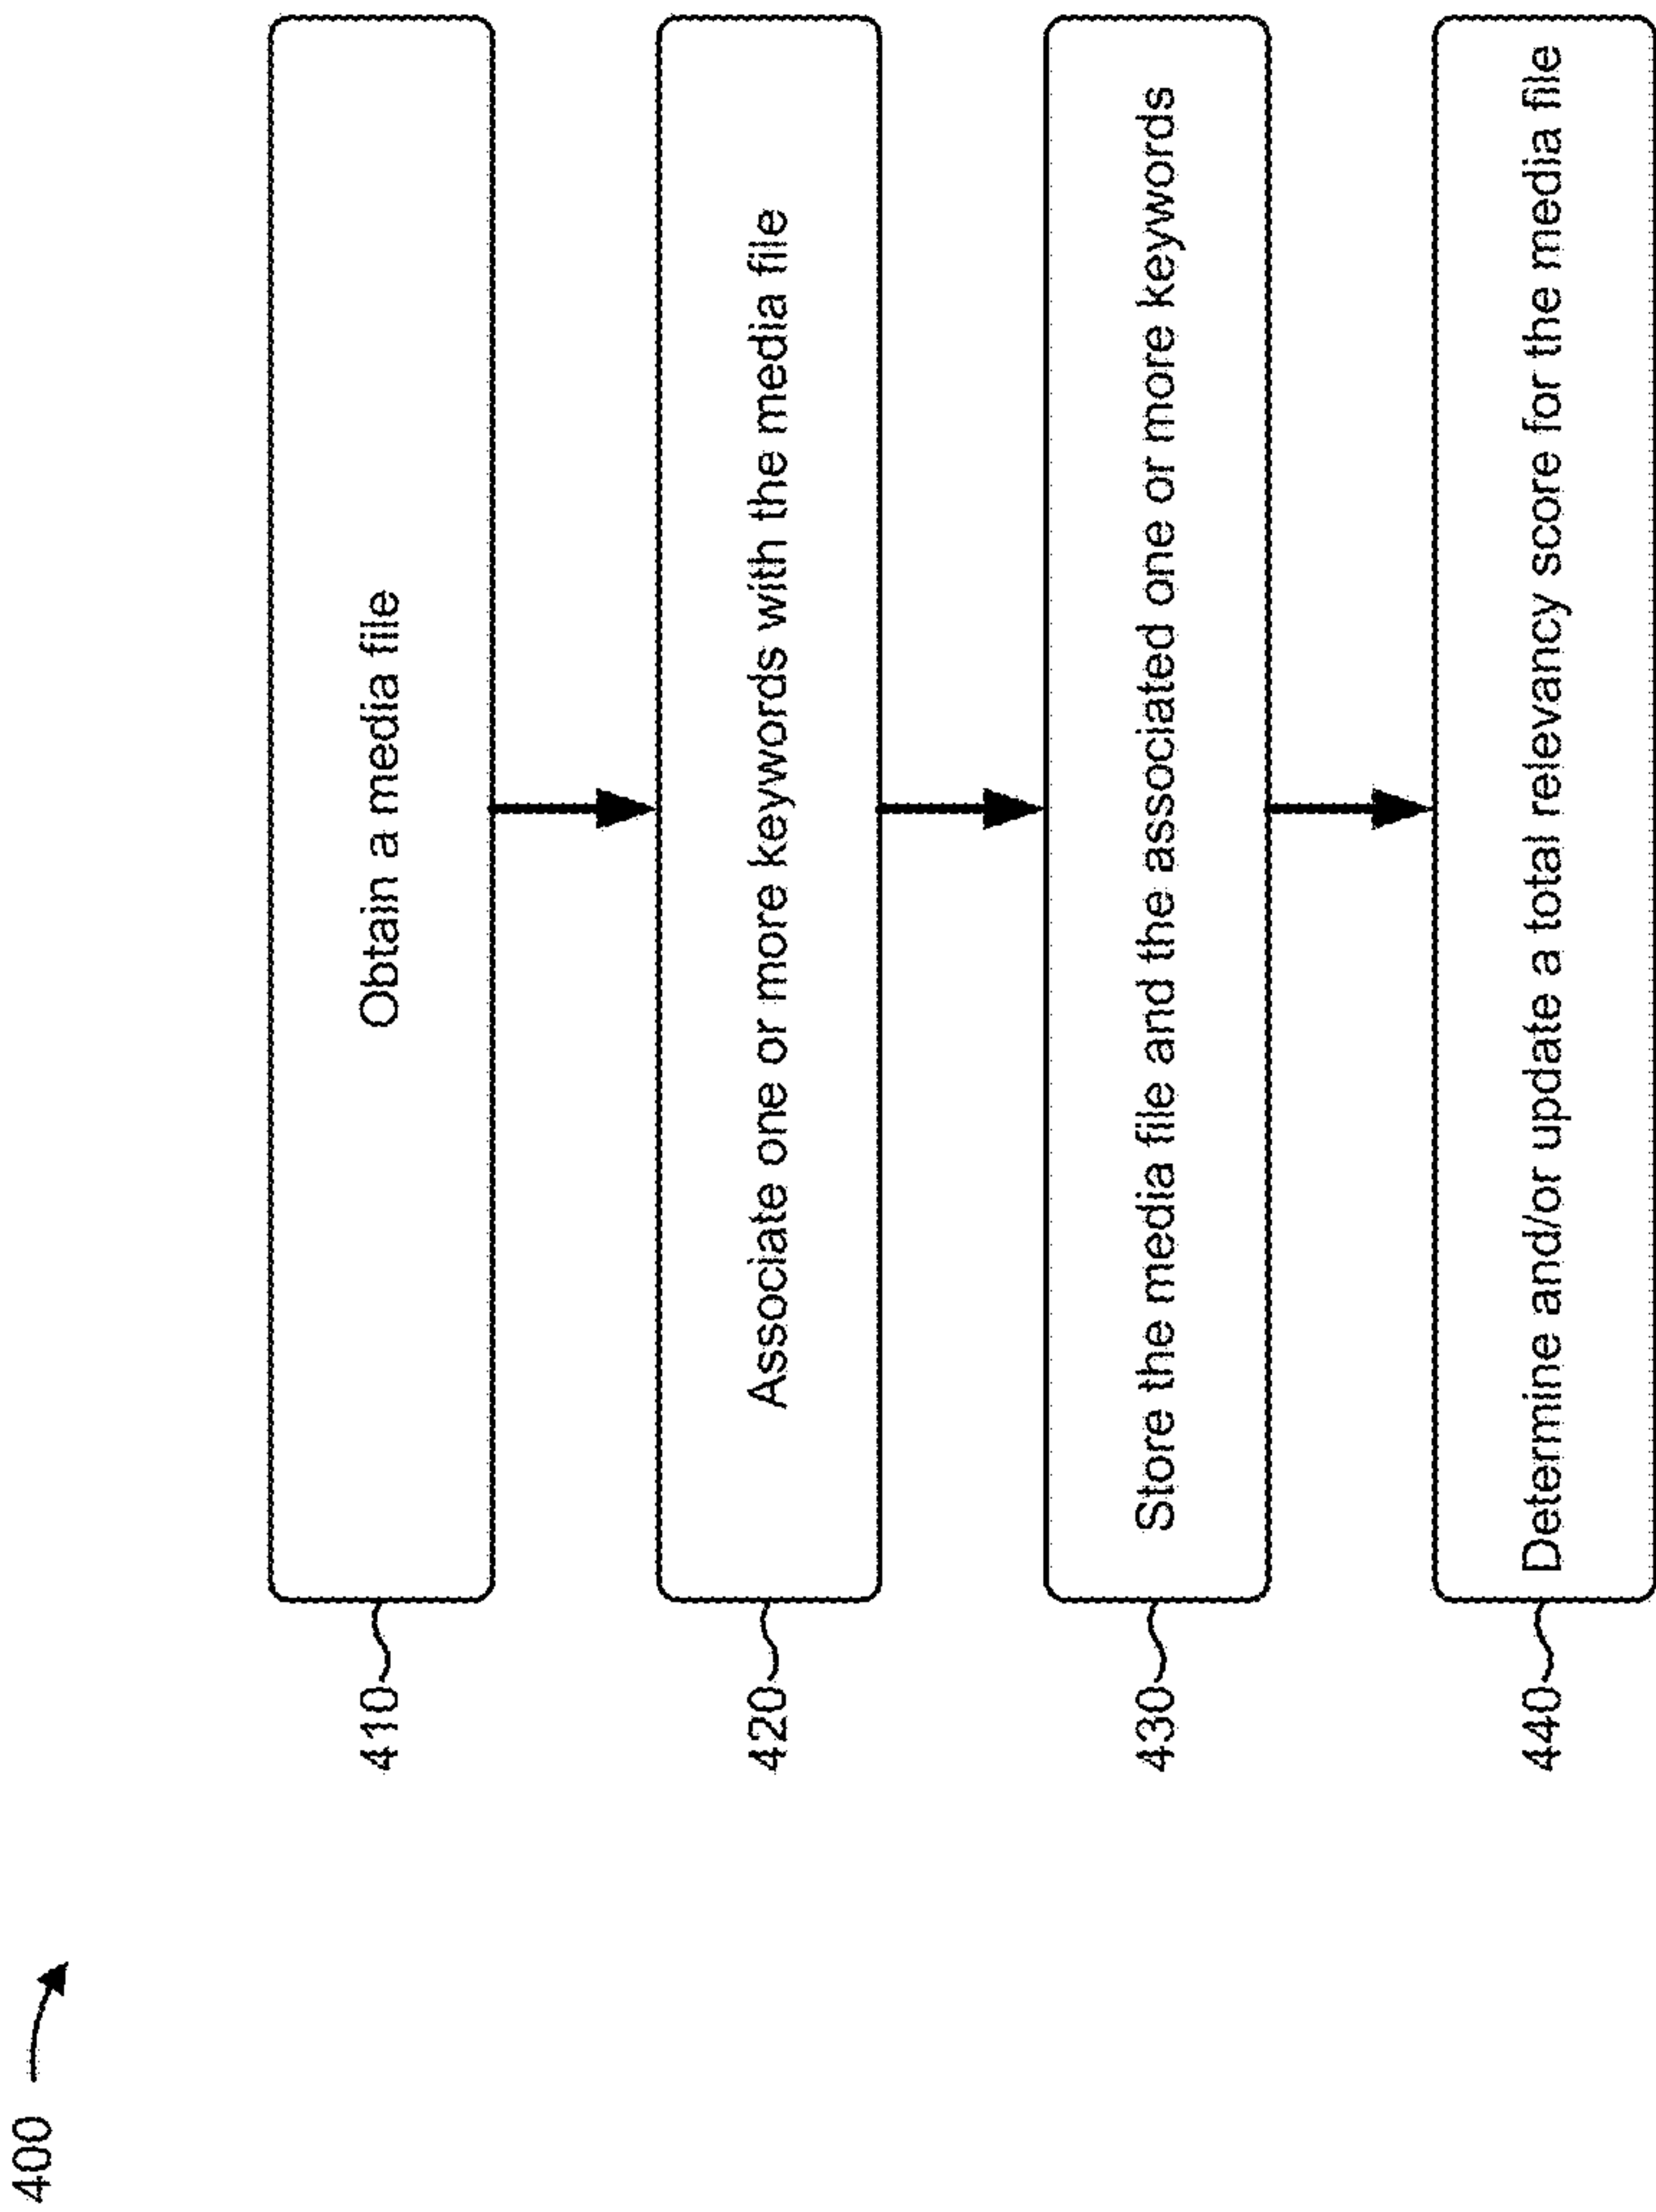 400
410
Obtain a media file
420
Associate one or more keywords with the media file
430
Store the media file and the associated one or more keywords
440
Determine and/or update a total relevancy score for the media file